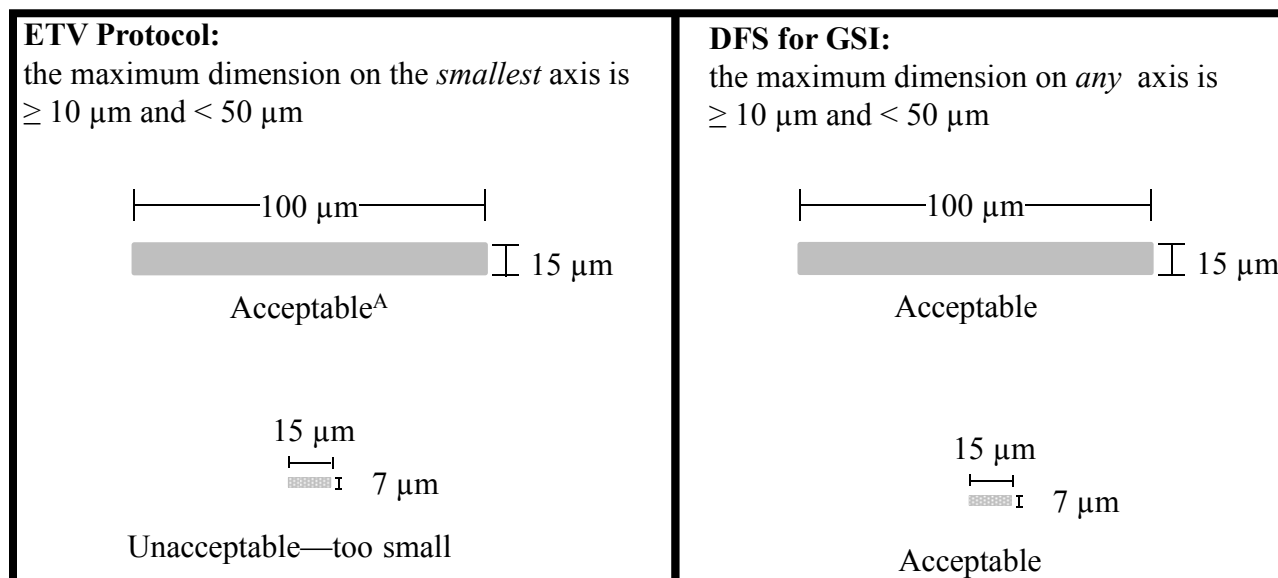 ETV Protocol:
the maximum dimension on the smallest axis is
≥ 10 µm and < 50 µm
100 µm
15 µm
Acceptableᴬ
15 µm
7 µm
Unacceptable—too small
DFS for GSI:
the maximum dimension on any axis is
≥ 10 µm and < 50 µm
100 µm
15 µm
Acceptable
15 µm
7 µm
Acceptable